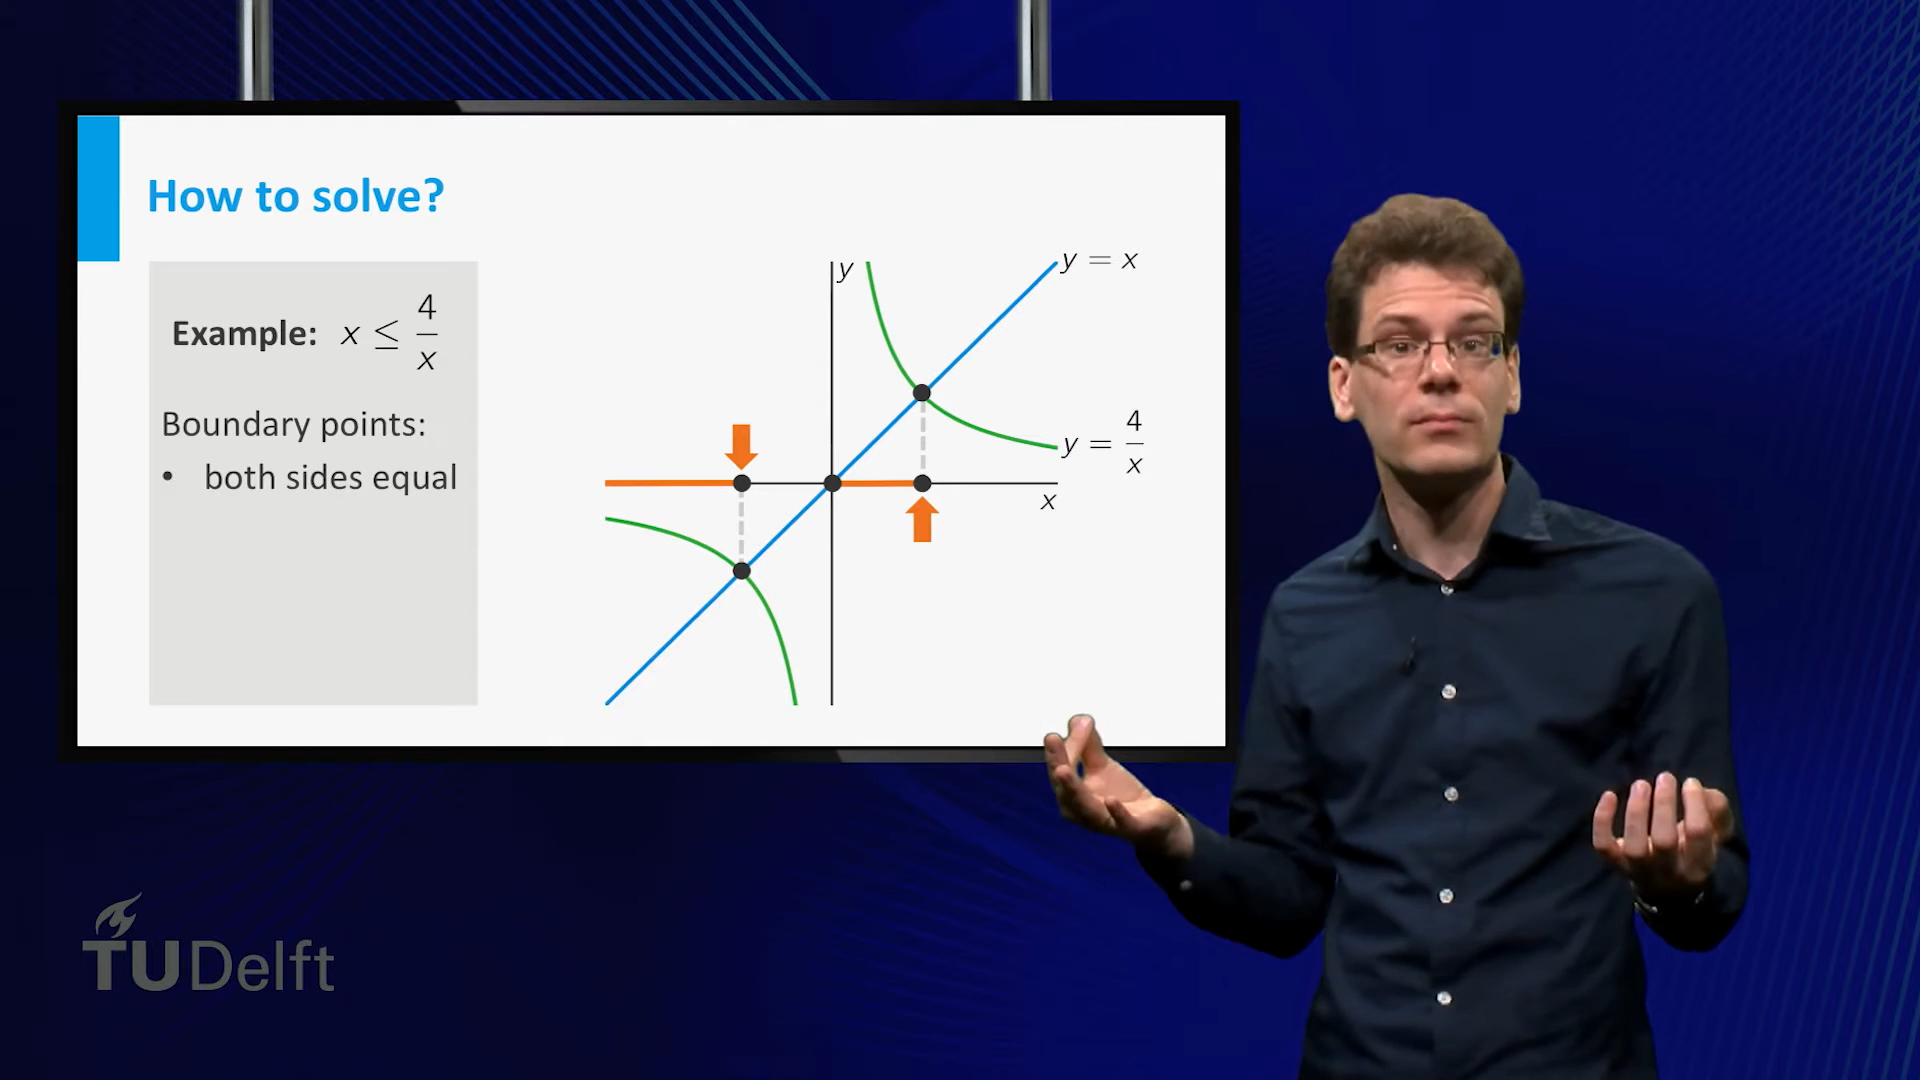 How to solve?
Example: x ≤ 4/x
Boundary points:
• both sides equal
y
y = x
y = 4/x
x
TUDelft